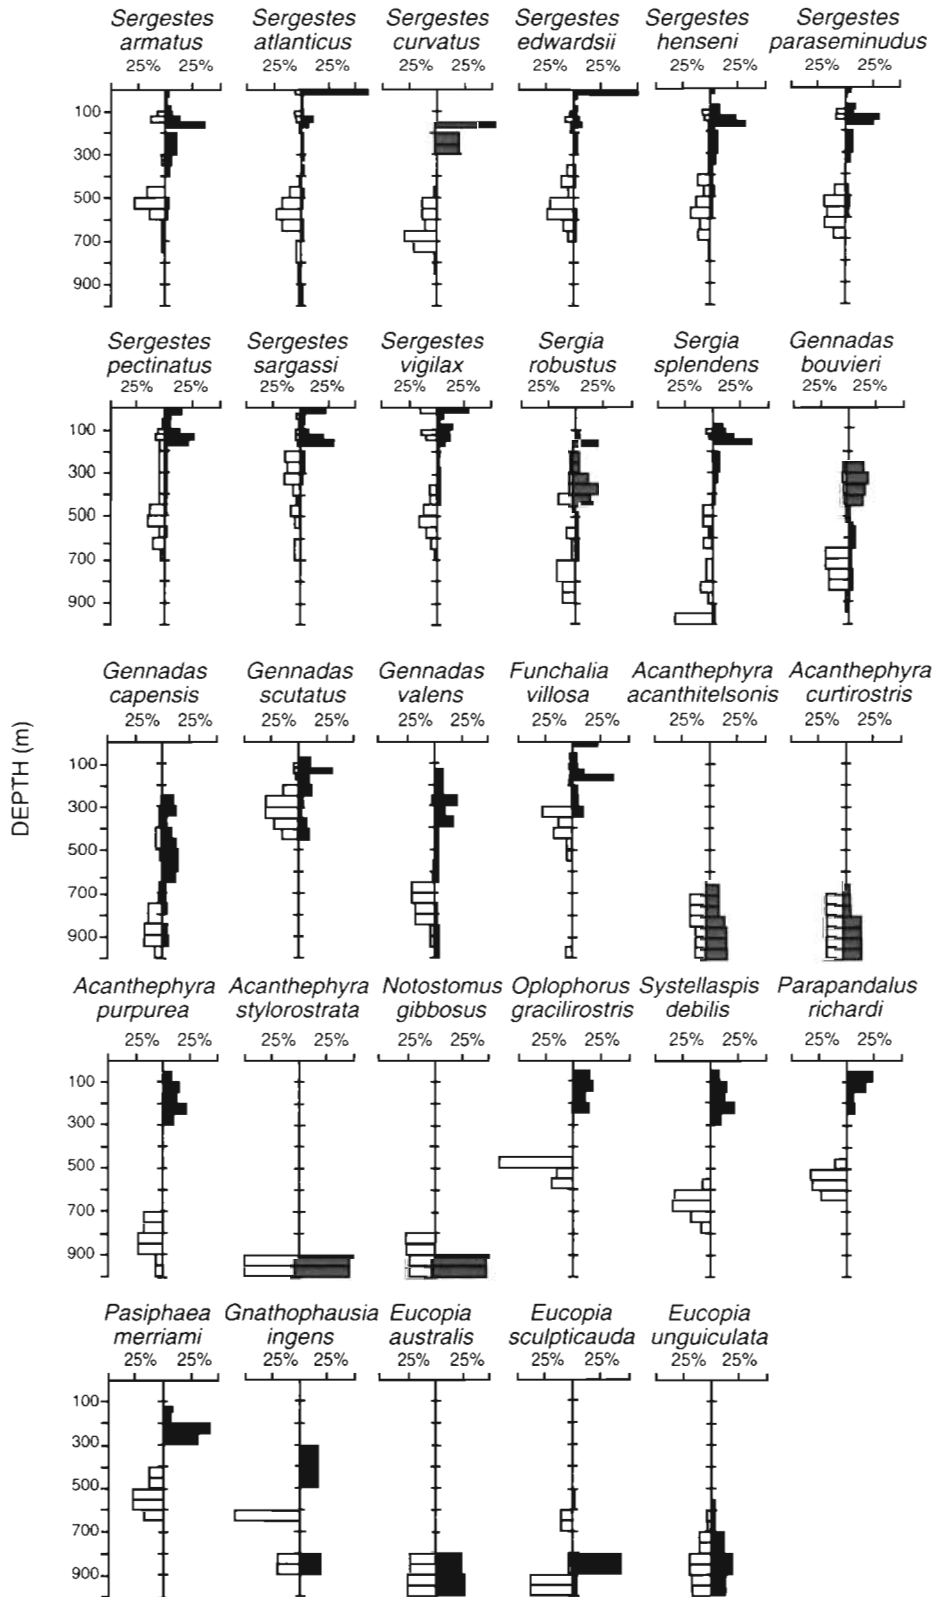 Sergestes armatus
Sergestes atlanticus
Sergestes curvatus
Sergestes edwardsii
Sergestes henseni
Sergestes paraseminudus
25% 25% 25% 25% 25% 25% 25% 25% 25% 25% 25% 25%
100
300
500
700
900
Sergestes pectinatus
Sergestes sargassi
Sergestes vigilax
Sergia robustus
Sergia splendens
Gennadas bouvieri
25% 25% 25% 25% 25% 25% 25% 25% 25% 25% 25% 25%
100
300
500
700
900
Gennadas capensis
Gennadas scutatus
Gennadas valens
Funchalia villosa
Acanthephyra acanthitelsonis
Acanthephyra curtirostris
25% 25% 25% 25% 25% 25% 25% 25% 25% 25% 25% 25%
DEPTH (m)
100
300
500
700
900
Acanthephyra purpurea
Acanthephyra stylorostrata
Notostomus gibbosus
Oplophorus gracilirostris
Systellaspis debilis
Parapandalus richardi
25% 25% 25% 25% 25% 25% 25% 25% 25% 25% 25% 25%
100
300
500
700
900
Pasiphaea merriami
Gnathophausia ingens
Eucopia australis
Eucopia sculpticauda
Eucopia unguiculata
25% 25% 25% 25% 25% 25% 25% 25% 25% 25%
100
300
500
700
900